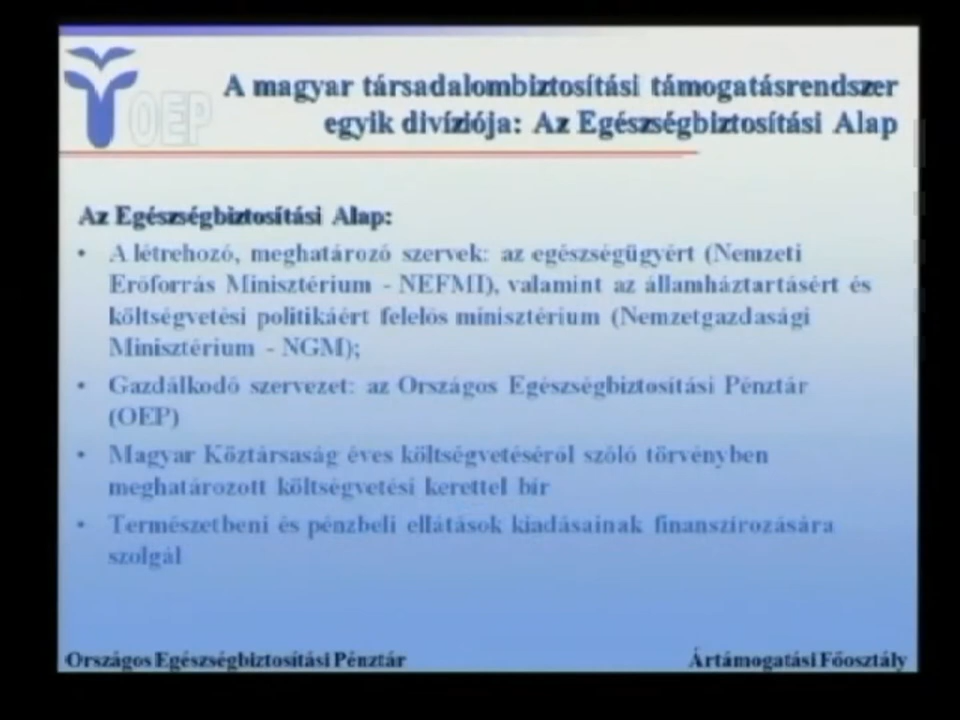 OEP
A magyar társadalombiztosítási támogatásrendszer
egyik divíziója: Az Egészségbiztosítási Alap
Az Egészségbiztosítási Alap:
• A létrehozó, meghatározó szervek: az egészségügyért (Nemzeti
Erőforrás Minisztérium - NEFMI), valamint az államháztartásért és
költségvetési politikáért felelős minisztérium (Nemzetgazdasági
Minisztérium - NGM);
• Gazdálkodó szervezet: az Országos Egészségbiztosítási Pénztár
(OEP)
• Magyar Köztársaság éves költségvetéséről szóló törvényben
meghatározott költségvetési kerettel bír
• Természetbeni és pénzbeli ellátások kiadásainak finanszírozására
szolgál
Országos Egészségbiztosítási Pénztár
Ártámogatási Főosztály